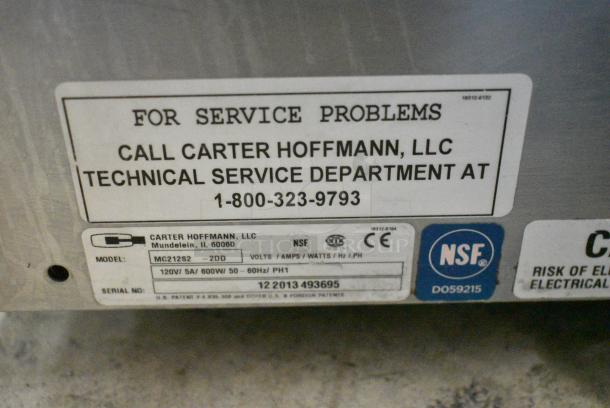 18312-6132
FOR SERVICE PROBLEMS
CALL CARTER HOFFMANN, LLC
TECHNICAL SERVICE DEPARTMENT AT
1-800-323-9793
CARTER HOFFMANN, LLC
Mundelein, IL 60060
NSF
CE
MODEL:
MC212S2 -2DD
VOLTS / AMPS / WATTS / Hz / PH
120V/ 5A/ 600W/ 50 - 60Hz/ PH1
SERIAL NO:
12 2013 493695
NSF
DO59215
RISK OF EL
ELECTRICAL